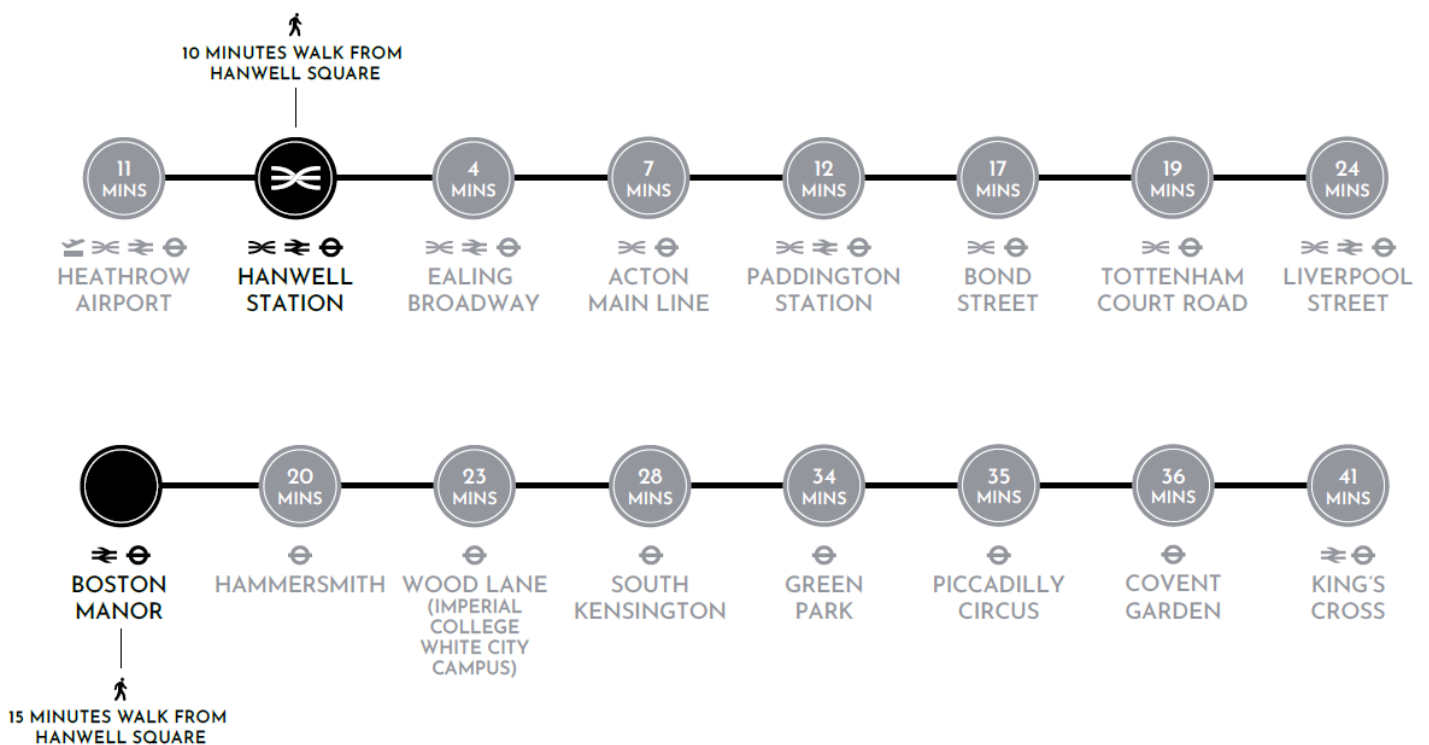 10 MINUTES WALK FROM
HANWELL SQUARE
11
MINS
4
MINS
7
MINS
12
MINS
17
MINS
19
MINS
24
MINS
HEATHROW
AIRPORT
HANWELL
STATION
EALING
BROADWAY
ACTON
MAIN LINE
PADDINGTON
STATION
BOND
STREET
TOTTENHAM
COURT ROAD
LIVERPOOL
STREET
20
MINS
23
MINS
28
MINS
34
MINS
35
MINS
36
MINS
41
MINS
BOSTON
MANOR
HAMMERSMITH
WOOD LANE
(IMPERIAL
COLLEGE
WHITE CITY
CAMPUS)
SOUTH
KENSINGTON
GREEN
PARK
PICCADILLY
CIRCUS
COVENT
GARDEN
KING'S
CROSS
15 MINUTES WALK FROM
HANWELL SQUARE